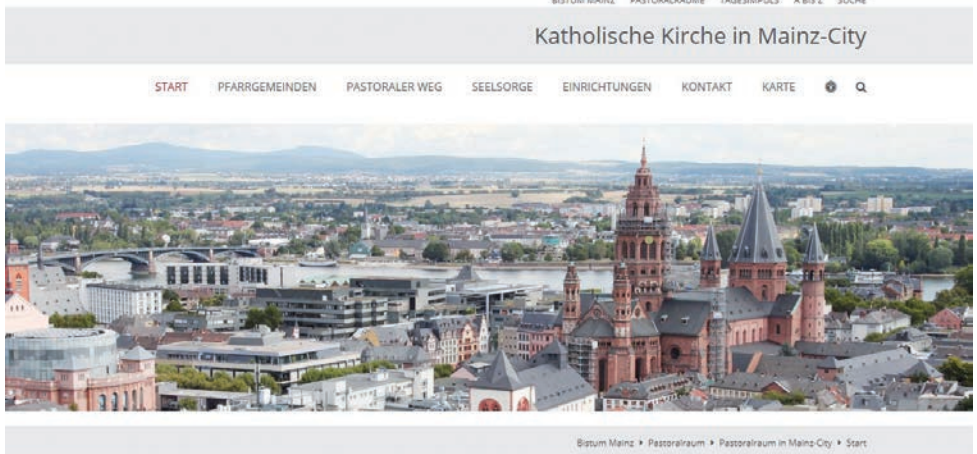 BISTUM MAINZ PASTORALRÄUME TAGESIMPULS A BIS Z SUCHE
Katholische Kirche in Mainz-City
START PFARRGEMEINDEN PASTORALER WEG SEELSORGE EINRICHTUNGEN KONTAKT KARTE
Bistum Mainz ▸ Pastoralraum ▸ Pastoralraum in Mainz-City ▸ Start